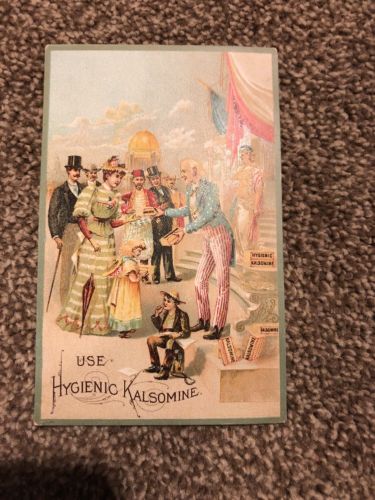 HYGIENIC
KALSOMINE
KALSOMINE
USE
HYGIENIC KALSOMINE.